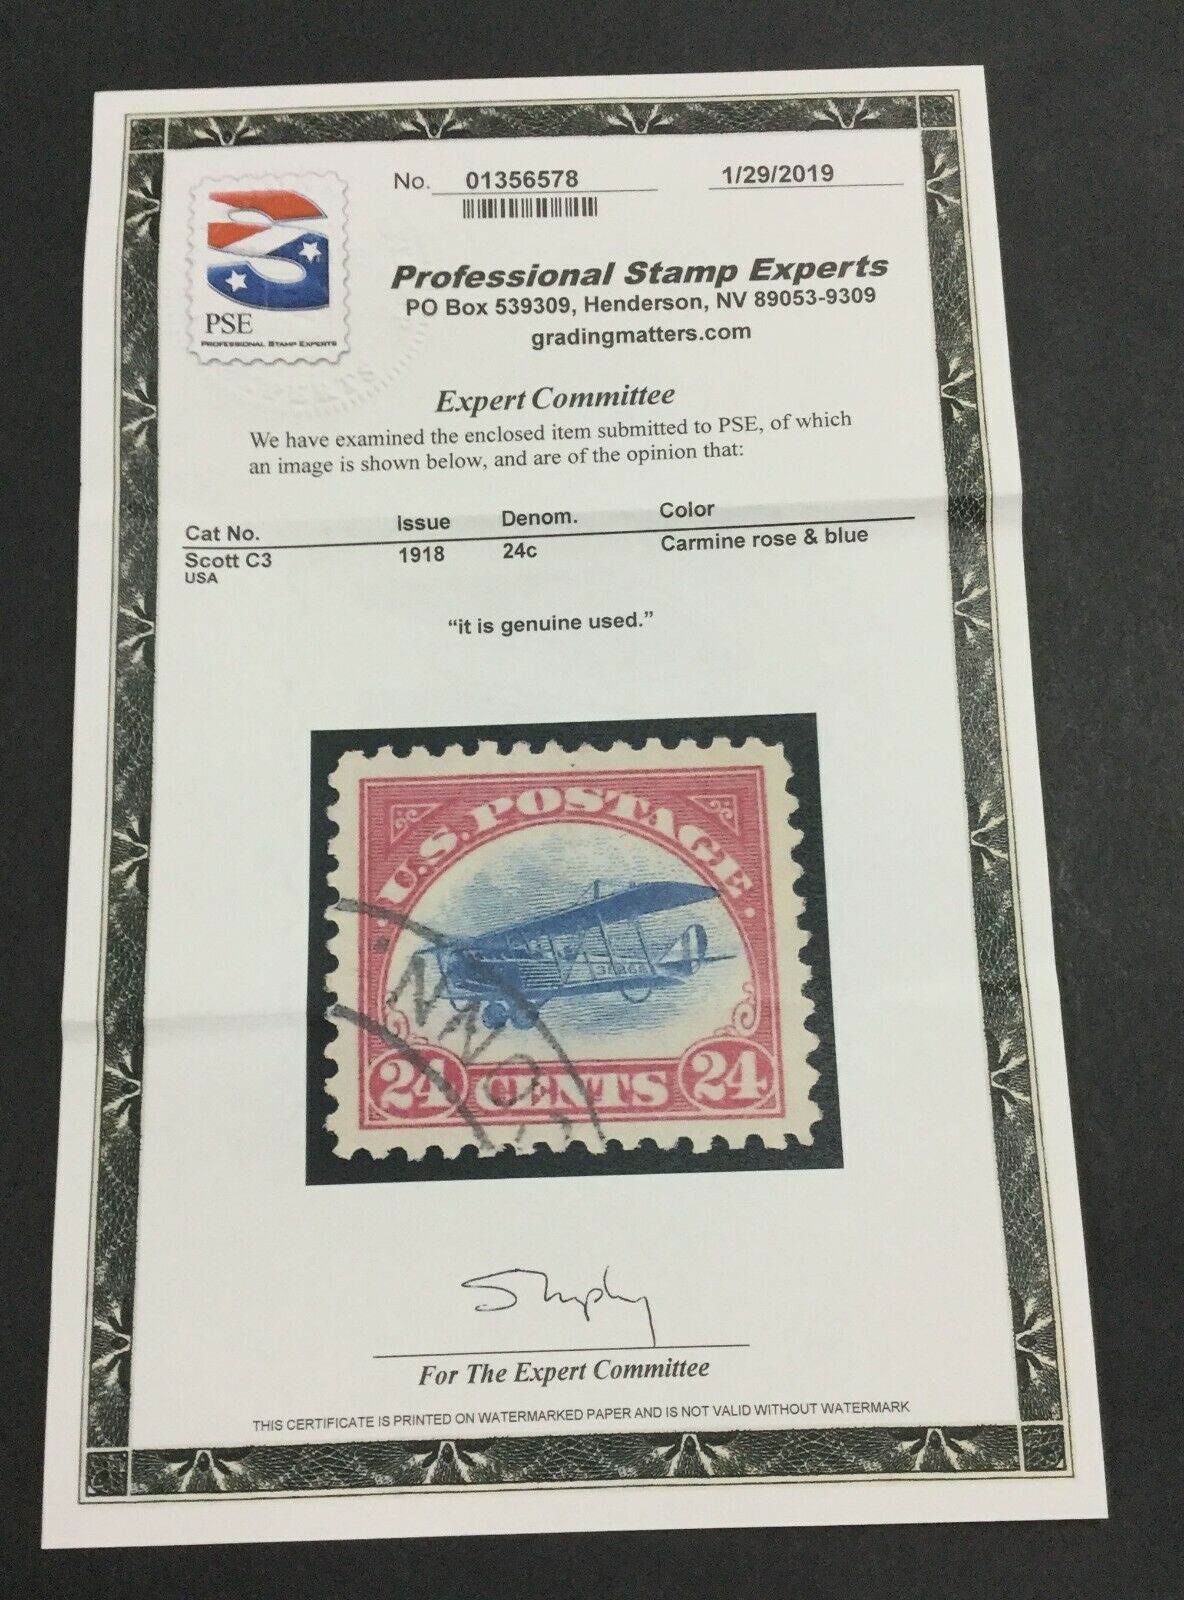 No. 01356578 1/29/2019
PSE
PROFESSIONAL STAMP EXPERTS
Professional Stamp Experts
PO Box 539309, Henderson, NV 89053-9309
gradingmatters.com
Expert Committee
We have examined the enclosed item submitted to PSE, of which
an image is shown below, and are of the opinion that:
Cat No. Issue Denom. Color
Scott C3 1918 24c Carmine rose & blue
USA
“it is genuine used.”
U.S. POSTAGE
24 CENTS 24
For The Expert Committee
THIS CERTIFICATE IS PRINTED ON WATERMARKED PAPER AND IS NOT VALID WITHOUT WATERMARK